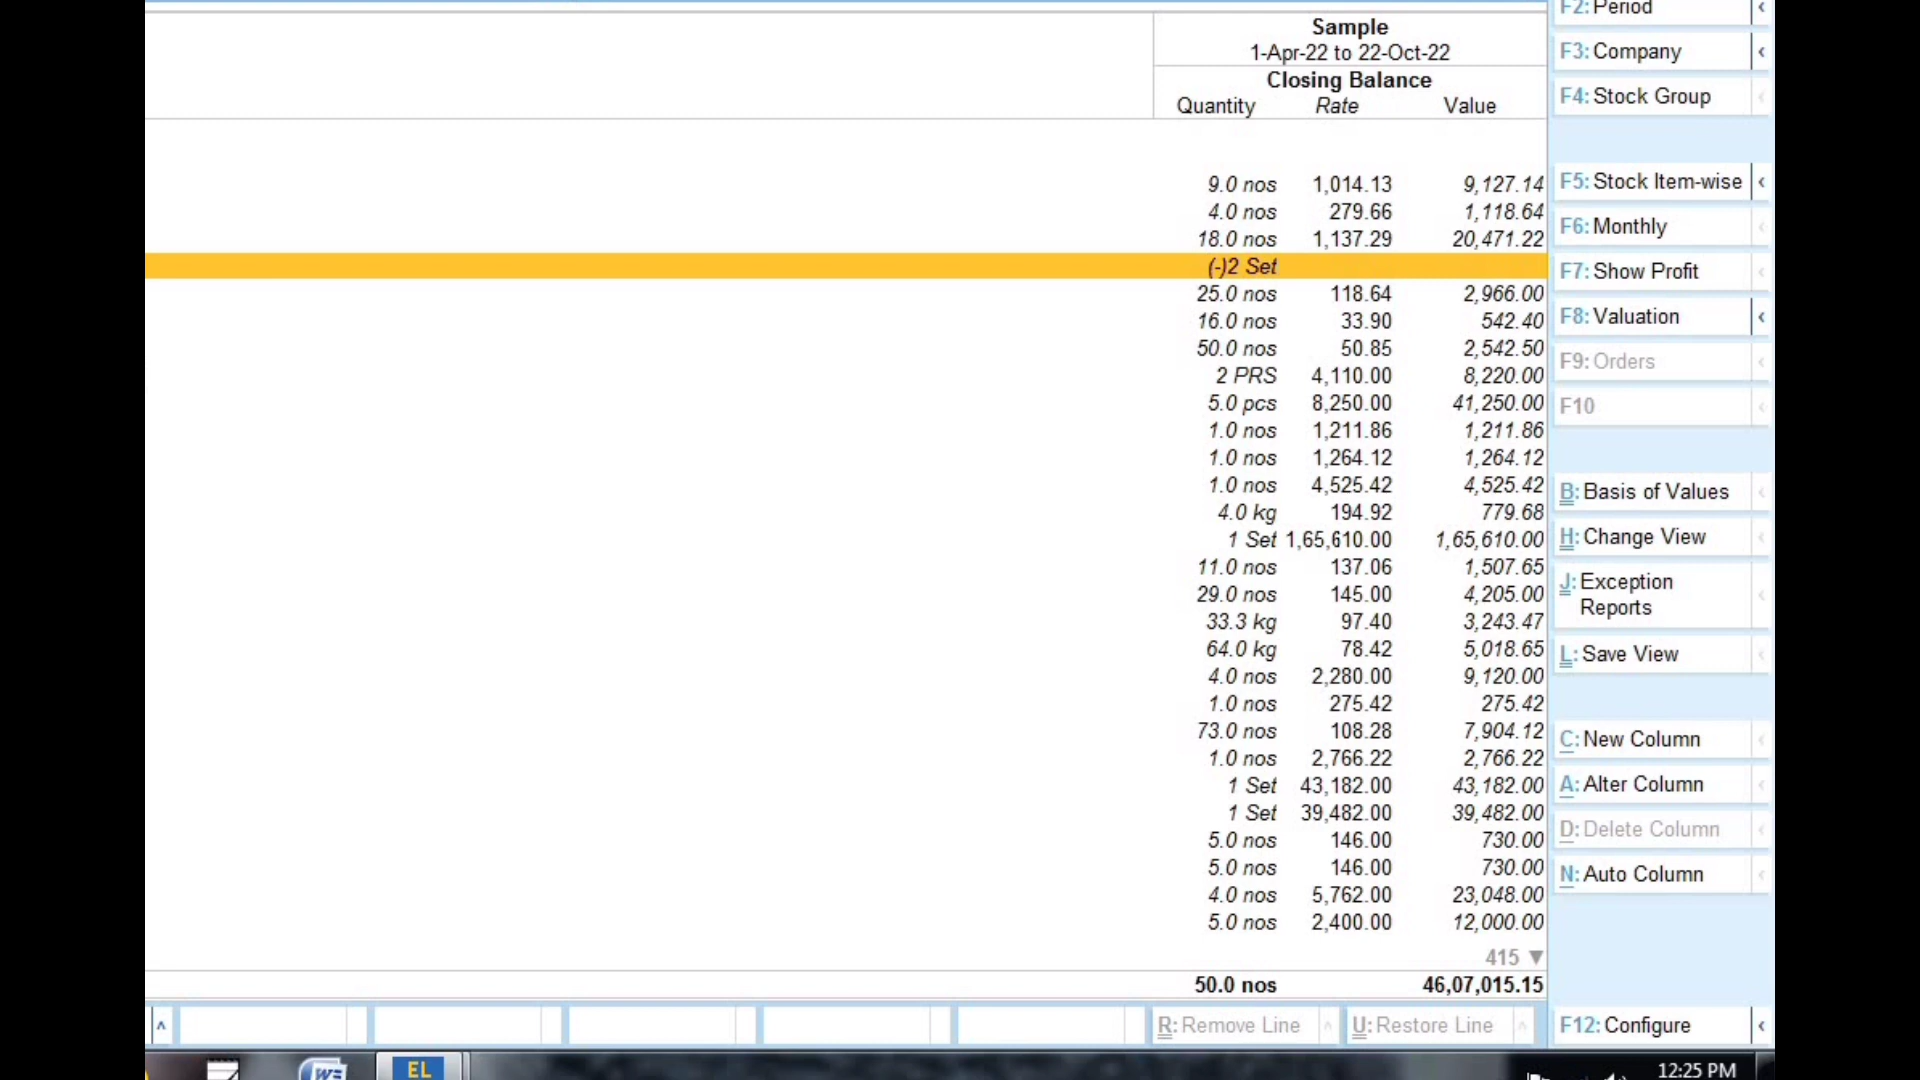 Sample
1-Apr-22 to 22-Oct-22
Closing Balance
Quantity Rate Value
9.0 nos 1,014.13 9,127.14
4.0 nos 279.66 1,118.64
18.0 nos 1,137.29 20,471.22
(-)2 Set
25.0 nos 118.64 2,966.00
16.0 nos 33.90 542.40
50.0 nos 50.85 2,542.50
2 PRS 4,110.00 8,220.00
5.0 pcs 8,250.00 41,250.00
1.0 nos 1,211.86 1,211.86
1.0 nos 1,264.12 1,264.12
1.0 nos 4,525.42 4,525.42
4.0 kg 194.92 779.68
1 Set 1,65,610.00 1,65,610.00
11.0 nos 137.06 1,507.65
29.0 nos 145.00 4,205.00
33.3 kg 97.40 3,243.47
64.0 kg 78.42 5,018.65
4.0 nos 2,280.00 9,120.00
1.0 nos 275.42 275.42
73.0 nos 108.28 7,904.12
1.0 nos 2,766.22 2,766.22
1 Set 43,182.00 43,182.00
1 Set 39,482.00 39,482.00
5.0 nos 146.00 730.00
5.0 nos 146.00 730.00
4.0 nos 5,762.00 23,048.00
5.0 nos 2,400.00 12,000.00
415 ▼
50.0 nos 46,07,015.15
R: Remove Line
U: Restore Line
F2: Period
F3: Company
F4: Stock Group
F5: Stock Item-wise
F6: Monthly
F7: Show Profit
F8: Valuation
F9: Orders
F10
B: Basis of Values
H: Change View
J: Exception
Reports
L: Save View
C: New Column
A: Alter Column
D: Delete Column
N: Auto Column
F12: Configure
W
EL
12:25 PM